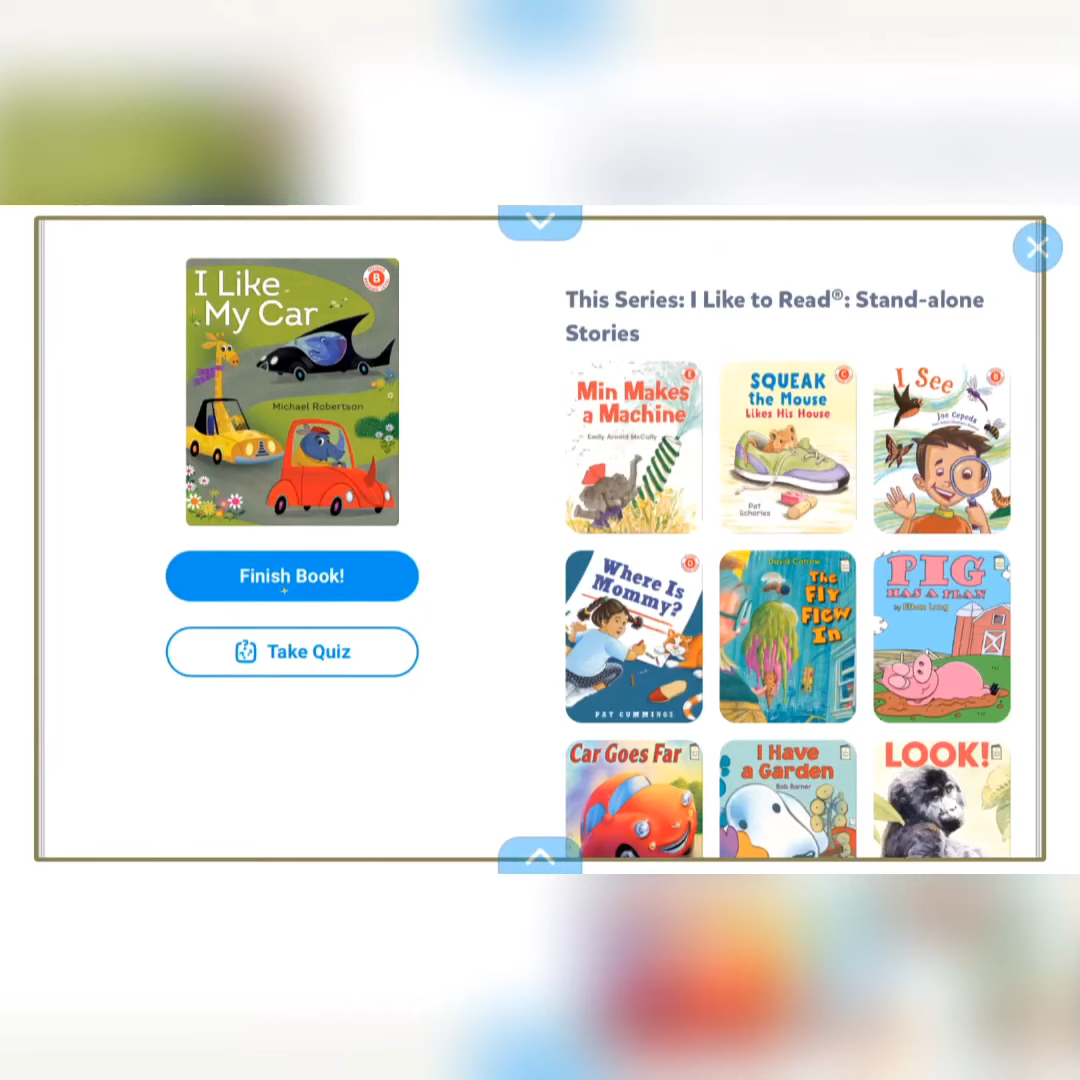 I Like
My Car
B
Michael Robertson
Finish Book!
Take Quiz
This Series: I Like to Read®: Stand-alone
Stories
Min Makes
a Machine
E
Emily Arnold McCully
SQUEAK
the Mouse
Likes His House
C
Pat
Schories
I See
B
Joe Cepeda
Where Is
Mommy?
D
PAT CUMMINGS
David Catrow
The
FLY
Flew
In
PIG
HAS A PLAN
by Ethan Long
Car Goes Far
I Have
a Garden
Bob Barner
LOOK!